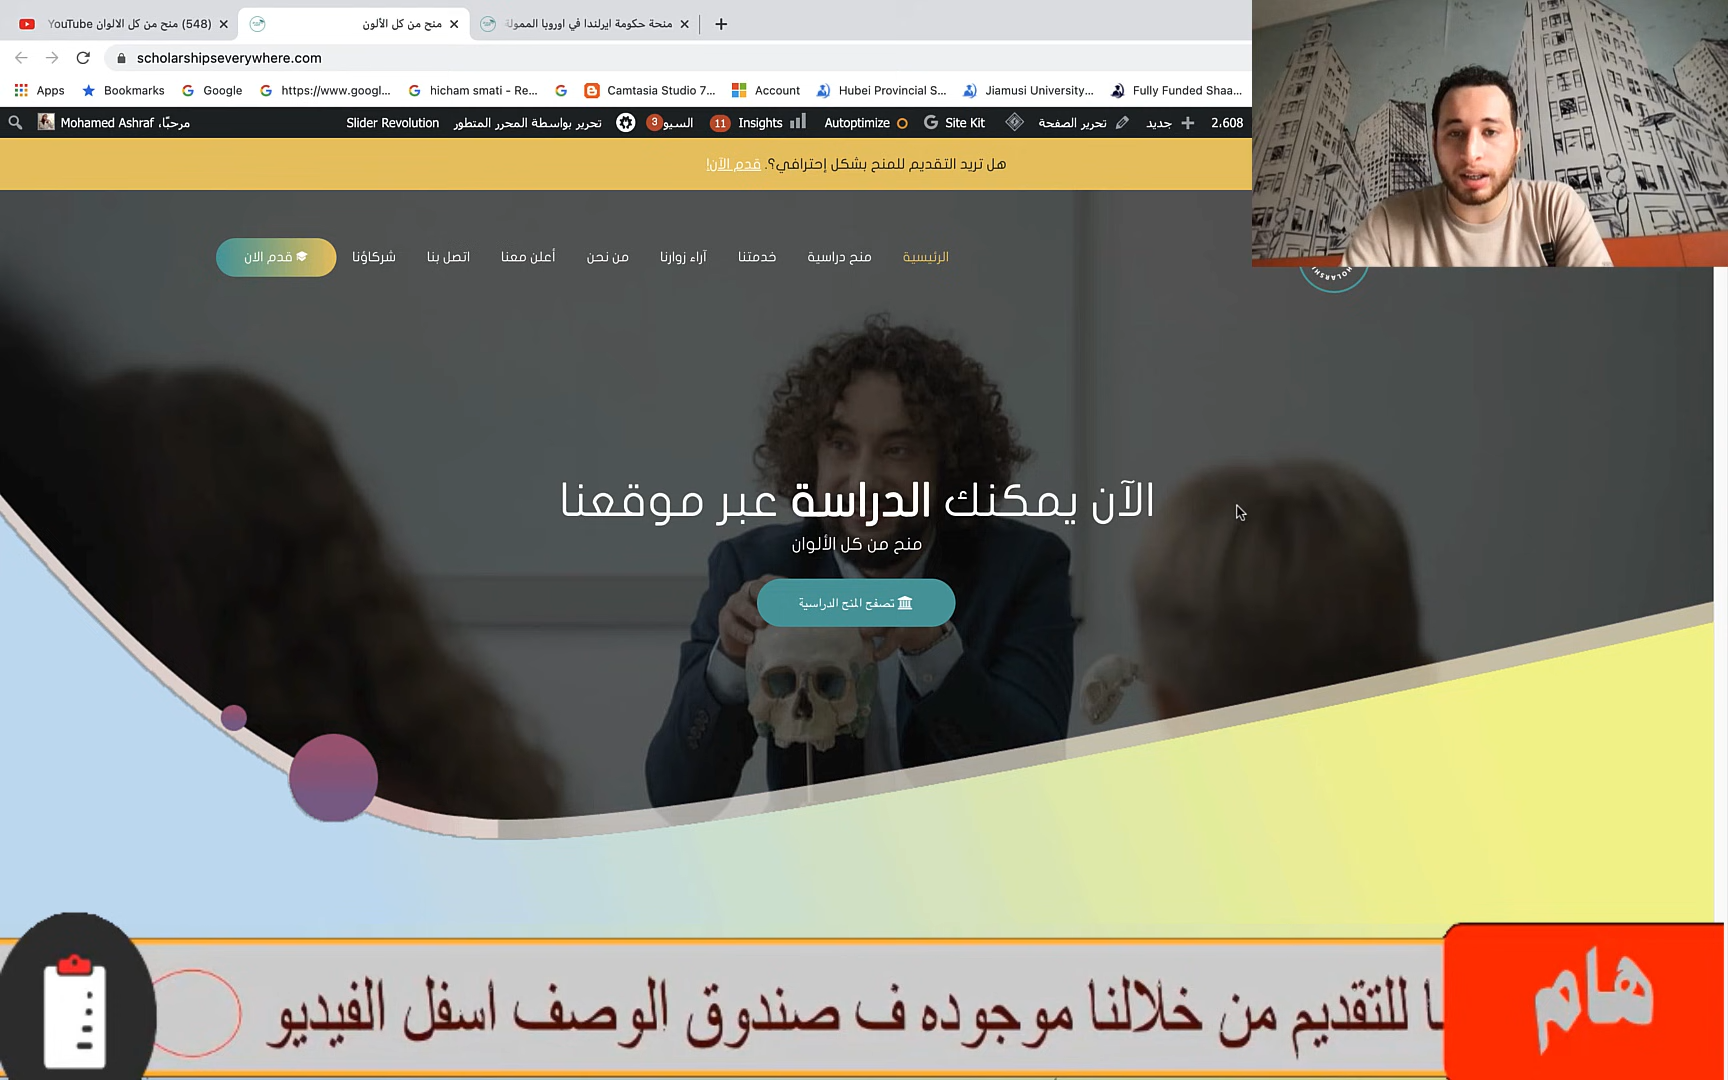 (548) منح من كل الالوان YouTube
منح من كل الألون
منحة حكومة ايرلندا في اوروبا الممولة
scholarshipseverywhere.com
Apps
Bookmarks
Google
https://www.googl...
hicham smati - Re...
Camtasia Studio 7...
Account
Hubei Provincial S...
Jiamusi University...
Fully Funded Shaa...
مرحبًا، Mohamed Ashraf
Slider Revolution
تحرير بواسطة المحرر المتطور
السيو 3
11 Insights
Autoptimize
Site Kit
تحرير الصفحة
جديد
2.608
هل تريد التقديم للمنح بشكل إحترافي؟. قدم الآن!
الرئيسية
منح دراسية
خدمتنا
آراء زوارنا
من نحن
أعلن معنا
اتصل بنا
شركاؤنا
قدم الان
الآن يمكنك الدراسة عبر موقعنا
منح من كل الألوان
تصفح المنح الدراسية
هام
للتقديم من خلالنا موجوده ف صندوق الوصف اسفل الفيديو